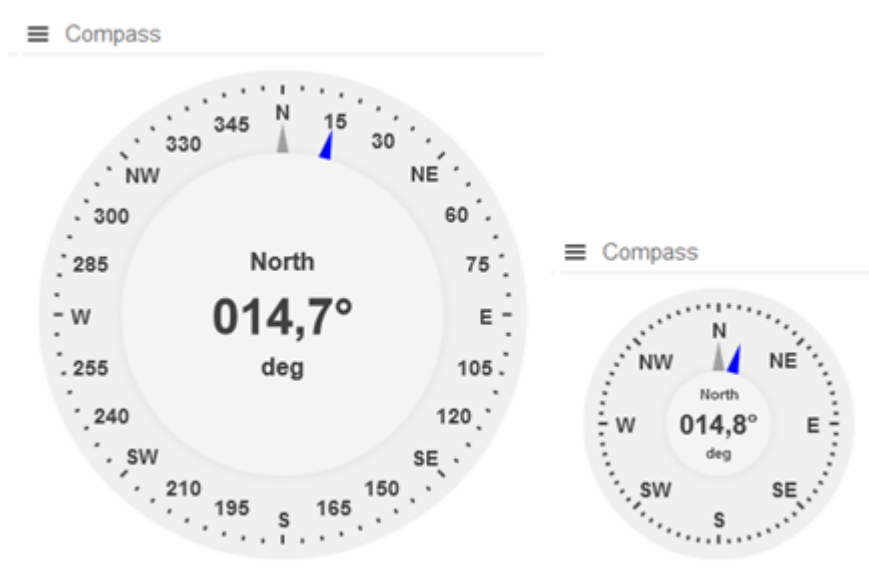 Compass
N
15
30
NE
60
75
E
105
120
SE
150
165
S
195
210
SW
240
255
W
285
300
NW
330
345
North
014,7°
deg
Compass
N
NE
E
SE
S
SW
W
NW
North
014,8°
deg